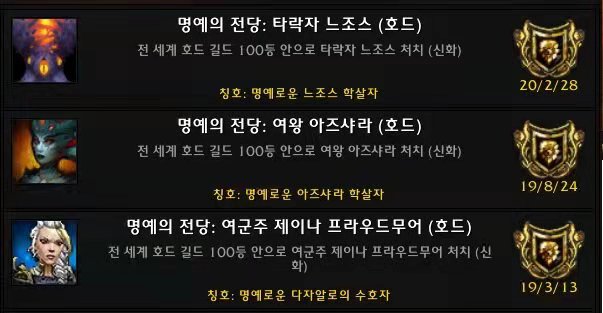 명예의 전당: 타락자 느조스 (호드)
전 세계 호드 길드 100등 안으로 타락자 느조스 처치 (신화)
칭호: 명예로운 느조스 학살자
20/2/28
명예의 전당: 여왕 아즈샤라 (호드)
전 세계 호드 길드 100등 안으로 여왕 아즈샤라 처치 (신화)
칭호: 명예로운 아즈샤라 학살자
19/8/24
명예의 전당: 여군주 제이나 프라우드무어 (호드)
전 세계 호드 길드 100등 안으로 여군주 제이나 프라우드무어 처치 (신
화)
칭호: 명예로운 다자알로의 수호자
19/3/13